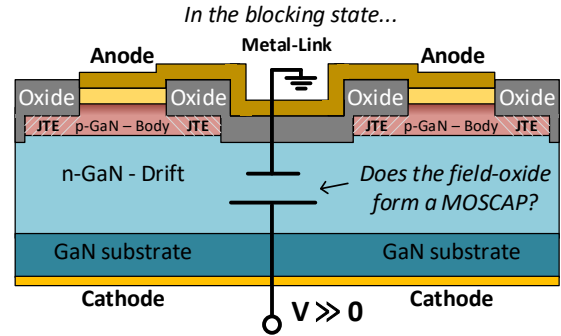 In the blocking state...
Anode
Metal-Link
Anode
Oxide
Oxide
Oxide
Oxide
JTE p-GaN – Body JTE
JTE p-GaN – Body JTE
n-GaN - Drift
Does the field-oxide
form a MOSCAP?
GaN substrate
GaN substrate
Cathode
V ≫ 0
Cathode